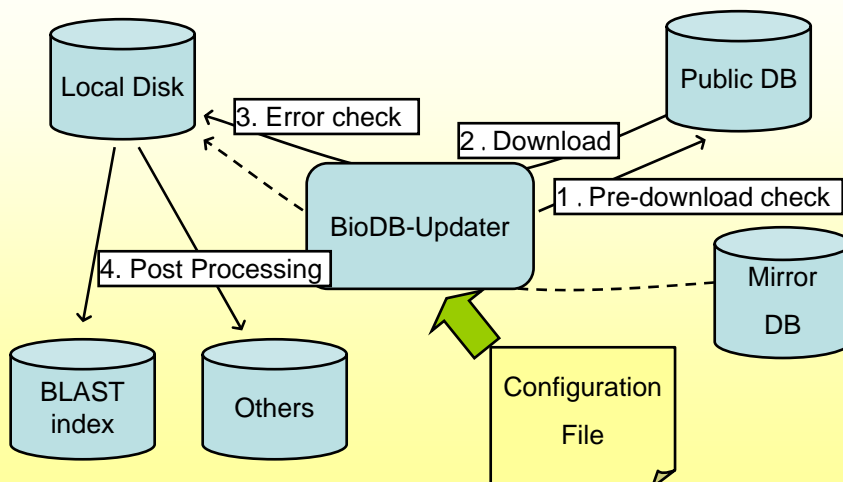 Local Disk
Public DB
3. Error check
2 . Download
1 . Pre-download check
BioDB-Updater
4. Post Processing
Mirror
DB
BLAST
index
Others
Configuration
File